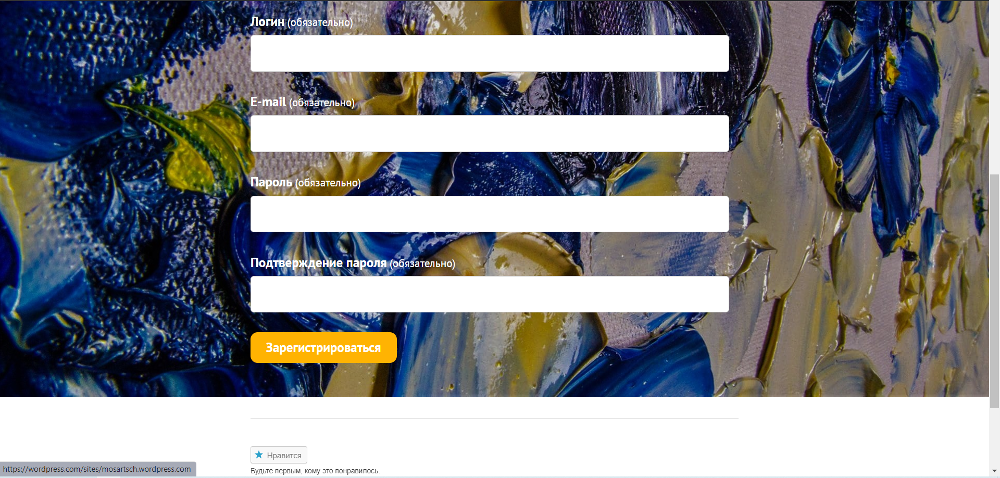 Логин (обязательно)
E-mail (обязательно)
Пароль (обязательно)
Подтверждение пароля (обязательно)
Зарегистрироваться
Нравится
Будьте первым, кому это понравилось.
https://wordpress.com/sites/mosartsch.wordpress.com